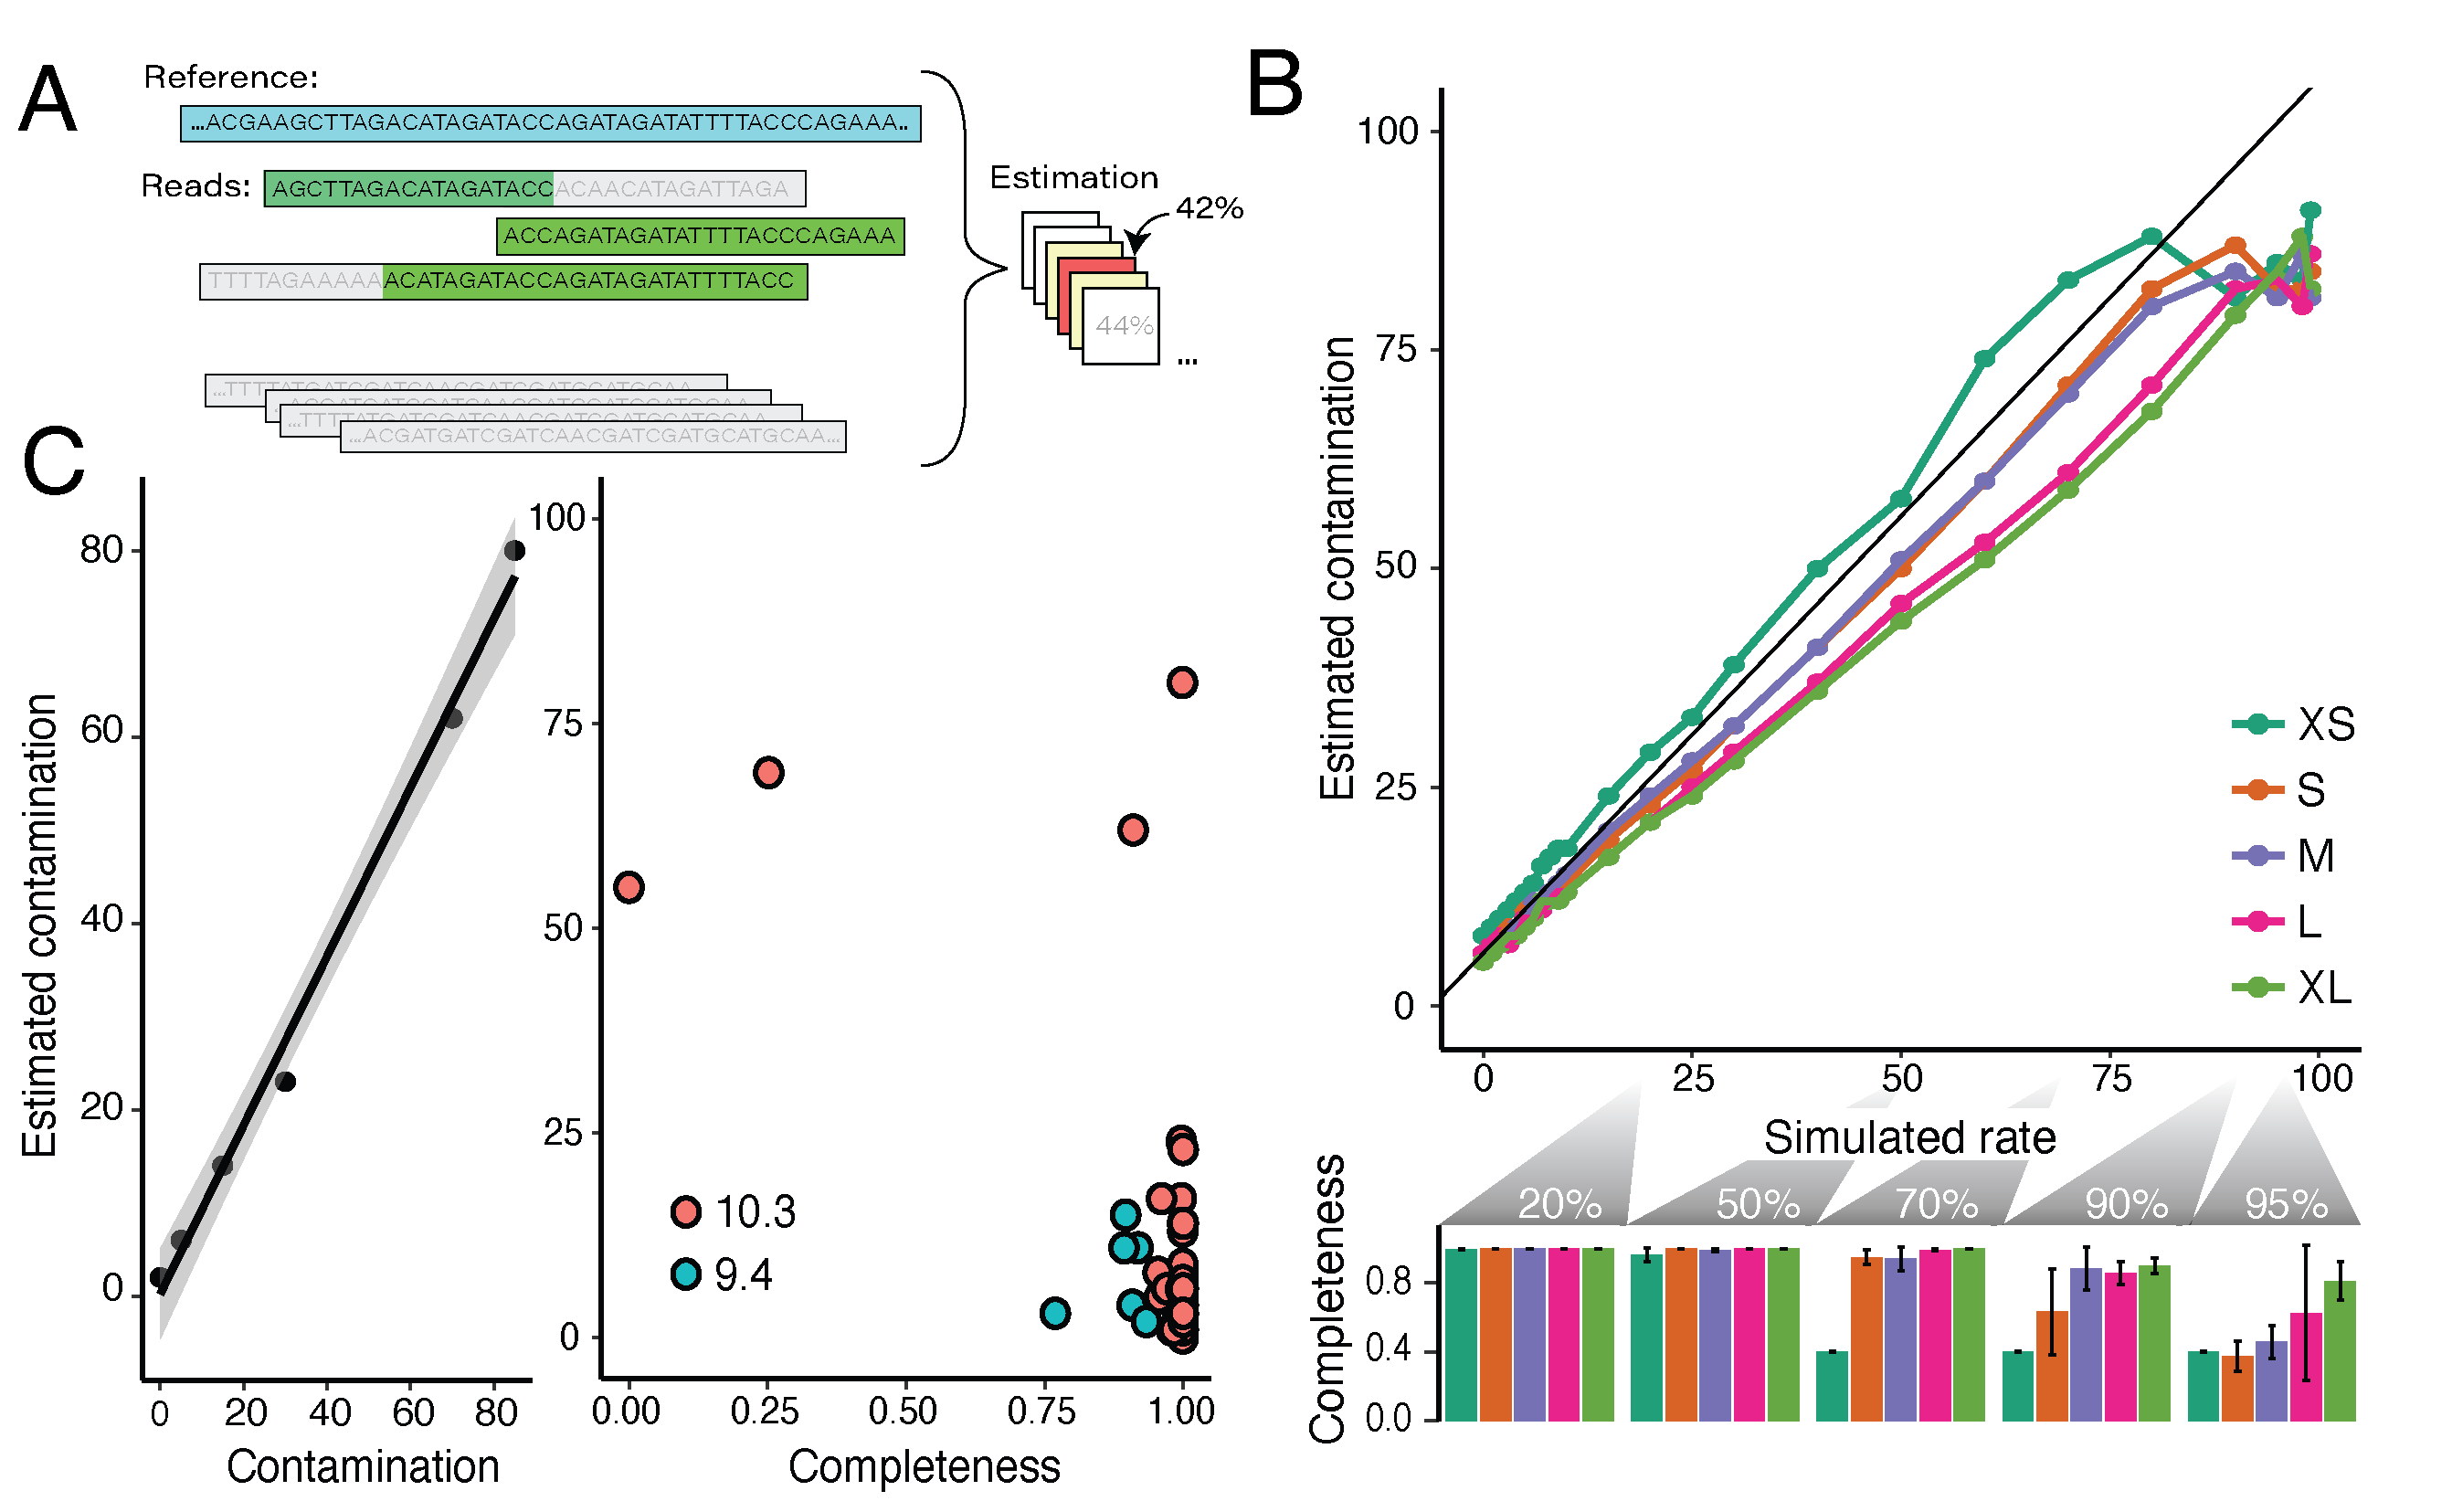 A
Reference:
...ACGAAGCTTAGACATAGATACCAGATAGATATTTTACCCAGAAA..
Reads:
AGCTTAGACATAGATACCACAACATAGATTAGA
ACCAGATAGATATTTTACCCAGAAA
TTTTAGAAAAAACATAGATACCAGATAGATATTTTACC
...ACGATGATCGATCAACGATCGATGCATGCAA...
Estimation
42%
44%
...
B
Estimated contamination
100
75
50
25
0
0
25
50
75
100
Simulated rate
XS
S
M
L
XL
20%
50%
70%
90%
95%
Completeness
0.8
0.4
0.0
C
Estimated contamination
80
60
40
20
0
0
20
40
60
80
Contamination
100
75
50
25
0
10.3
9.4
0.00
0.25
0.50
0.75
1.00
Completeness